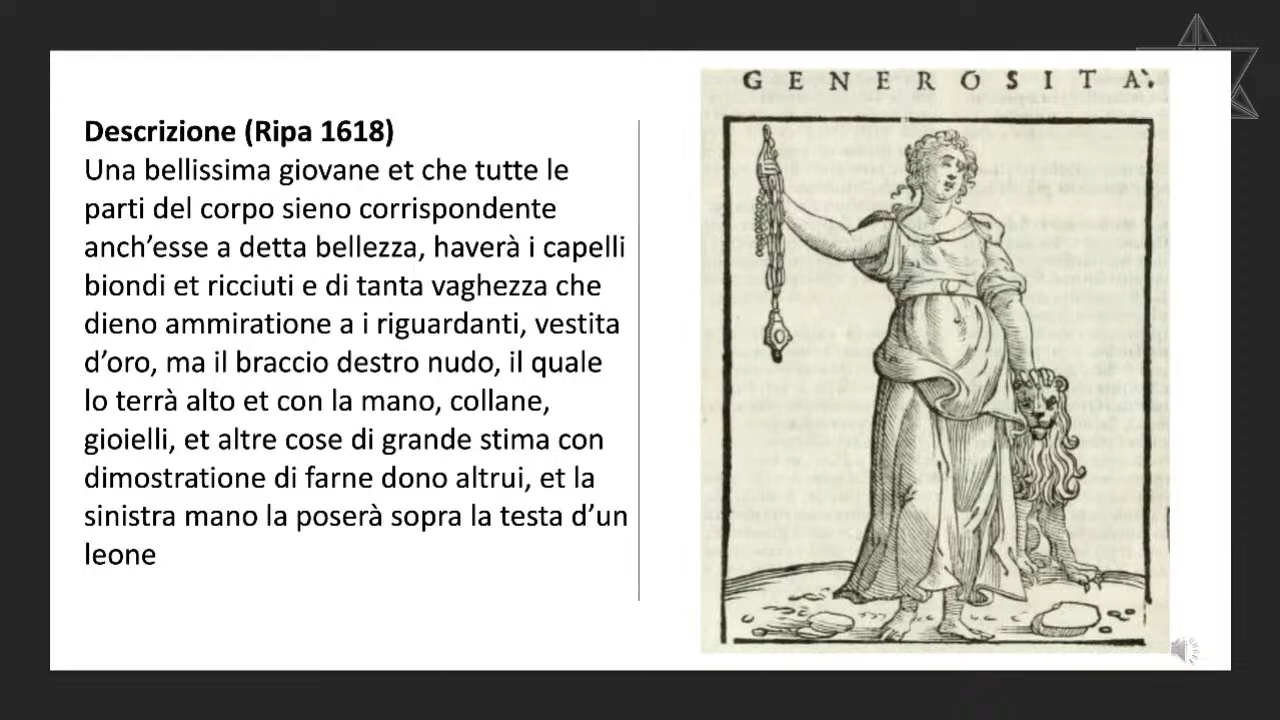 Descrizione (Ripa 1618)
Una bellissima giovane et che tutte le
parti del corpo sieno corrispondente
anch’esse a detta bellezza, haverà i capelli
biondi et ricciuti e di tanta vaghezza che
dieno ammiratione a i riguardanti, vestita
d’oro, ma il braccio destro nudo, il quale
lo terrà alto et con la mano, collane,
gioielli, et altre cose di grande stima con
dimostratione di farne dono altrui, et la
sinistra mano la poserà sopra la testa d’un
leone
GENEROSITÀ.